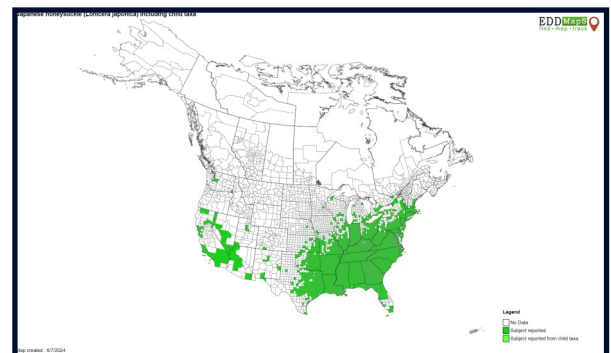 Japanese honeysuckle (Lonicera japonica) including child taxa
EDDMapS
find • map • track
Legend
No Data
Subject reported
Subject reported from child taxa
Map created : 6/7/2024